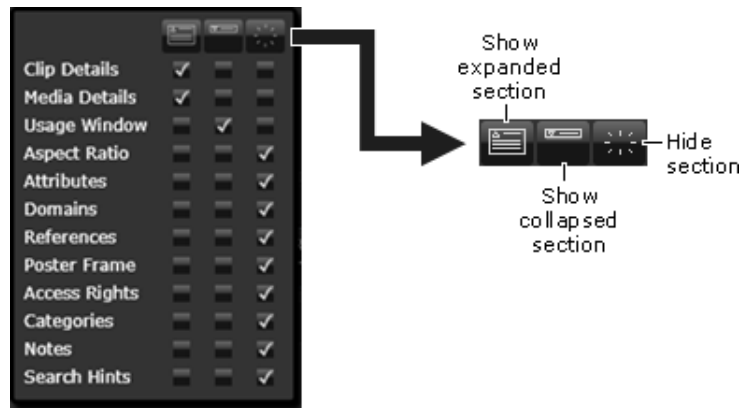 Clip Details
Media Details
Usage Window
Aspect Ratio
Attributes
Domains
References
Poster Frame
Access Rights
Categories
Notes
Search Hints
Show
expanded
section
Hide
section
Show
collapsed
section